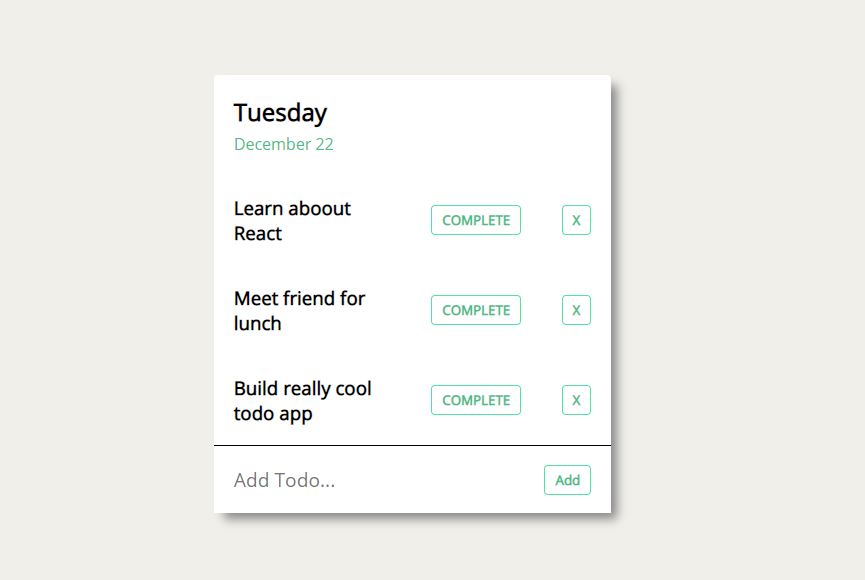 Tuesday
December 22
Learn aboout
React
COMPLETE
X
Meet friend for
lunch
COMPLETE
X
Build really cool
todo app
COMPLETE
X
Add Todo...
Add